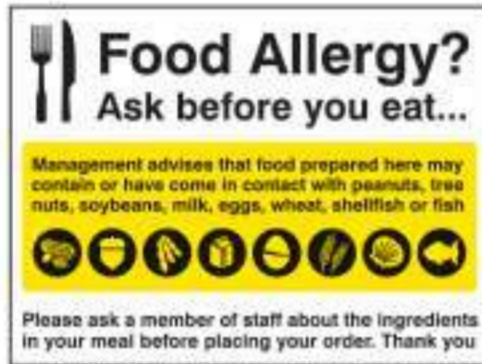 Food Allergy?
Ask before you eat...
Management advises that food prepared here may
contain or have come in contact with peanuts, tree
nuts, soybeans, milk, eggs, wheat, shellfish or fish
Please ask a member of staff about the ingredients
in your meal before placing your order. Thank you